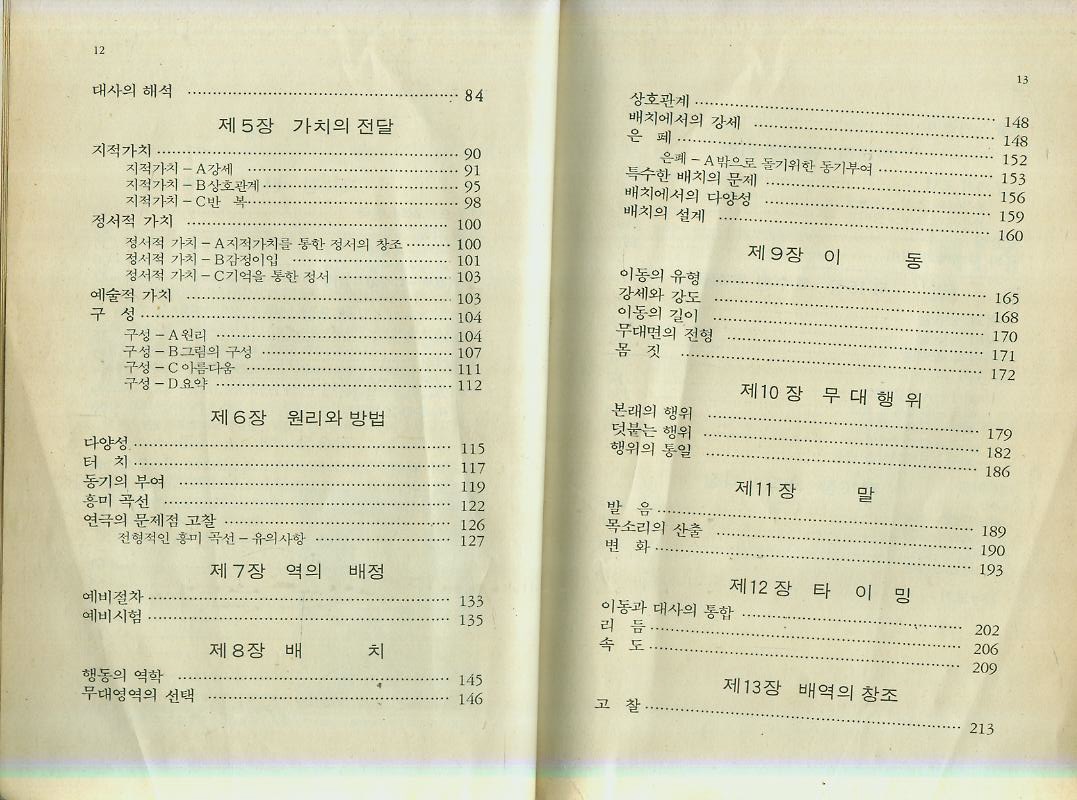 12
대사의 해석 ········ 84
제5장 가치의 전달
지적가치 ········ 90
지적가치－A강세 ········ 91
지적가치－B상호관계 ········ 95
지적가치－C반 복 ········ 98
정서적 가치 ········ 100
정서적 가치－A지적가치를 통한 정서의 창조 ········ 100
정서적 가치－B감정이입 ········ 101
정서적 가치－C기억을 통한 정서 ········ 103
예술적 가치 ········ 103
구 성 ········ 104
구성－A원리 ········ 104
구성－B그림의 구성 ········ 107
구성－C아름다움 ········ 111
구성－D요약 ········ 112
제6장 원리와 방법
다양성 ········ 115
터 치 ········ 117
동기의 부여 ········ 119
흥미 곡선 ········ 122
연극의 문제점 고찰 ········ 126
전형적인 흥미 곡선－유의사항 ········ 127
제7장 역의 배정
예비절차 ········ 133
예비시험 ········ 135
제8장 배 치
행동의 역학 ········ 145
무대영역의 선택 ········ 146
13
상호관계 ········ 148
배치에서의 강세 ········ 148
은 폐 ········ 152
은폐－A밖으로 돌기위한 동기부여 ········ 153
특수한 배치의 문제 ········ 156
배치에서의 다양성 ········ 159
배치의 설계 ········ 160
제9장 이 동
이동의 유형 ········ 165
강세와 강도 ········ 168
이동의 길이 ········ 170
무대면의 전형 ········ 171
몸 짓 ········ 172
제10장 무대행위
본래의 행위 ········ 179
덧붙는 행위 ········ 182
행위의 통일 ········ 186
제11장 말
발 음 ········ 189
목소리의 산출 ········ 190
변 화 ········ 193
제12장 타 이 밍
이동과 대사의 통합 ········ 202
리 듬 ········ 206
속 도 ········ 209
제13장 배역의 창조
고 찰 ········ 213